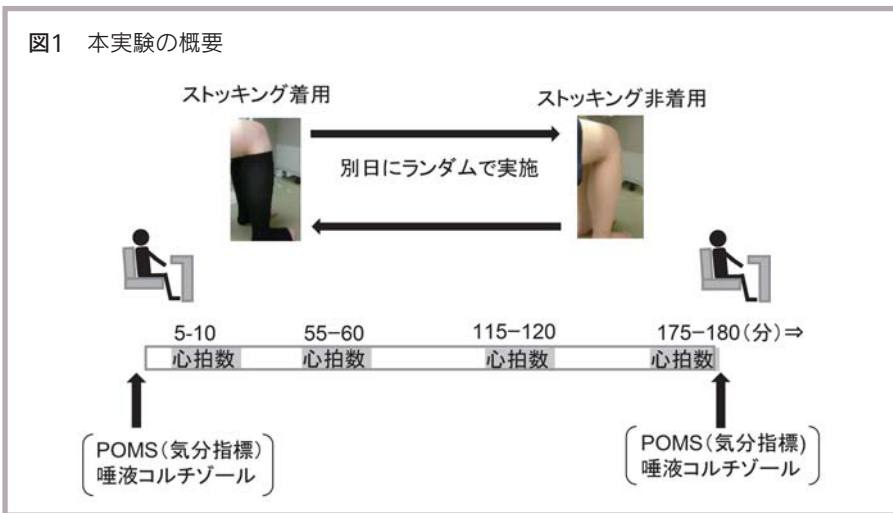 図1 本実験の概要
ストッキング着用
ストッキング非着用
別日にランダムで実施
5-10
55−60
115−120
175−180(分)⇒
心拍数
心拍数
心拍数
心拍数
POMS(気分指標)
唾液コルチゾール
POMS(気分指標)
唾液コルチゾール